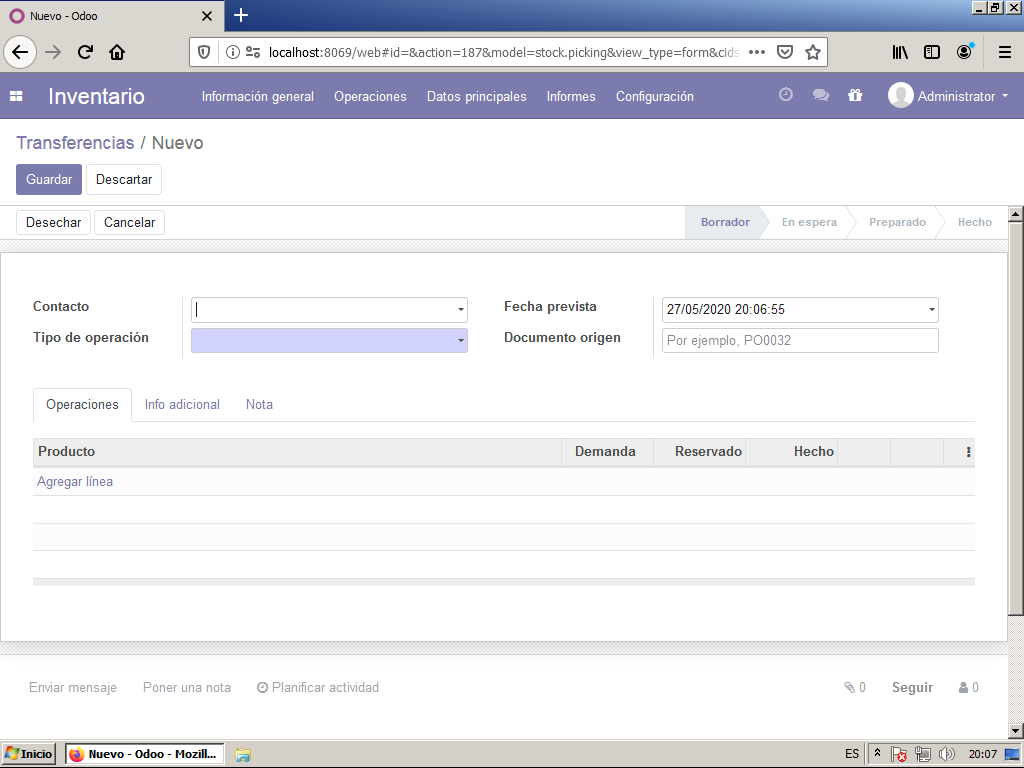 Nuevo - Odoo
localhost:8069/web#id=&action=187&model=stock.picking&view_type=form&cids
Inventario Información general Operaciones Datos principales Informes Configuración Administrator
Transferencias / Nuevo
Guardar Descartar
Desechar Cancelar Borrador En espera Preparado Hecho
Contacto Fecha prevista 27/05/2020 20:06:55
Tipo de operación Documento origen Por ejemplo, PO0032
Operaciones Info adicional Nota
Producto Demanda Reservado Hecho
Agregar línea
Enviar mensaje Poner una nota Planificar actividad 0 Seguir 0
Inicio Nuevo - Odoo - Mozill... ES 20:07